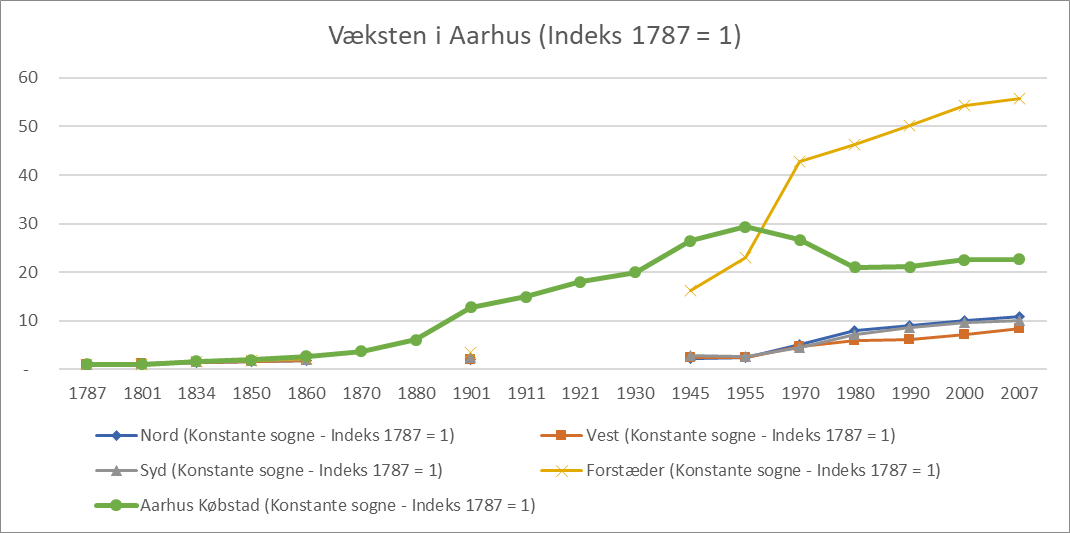 Væksten i Aarhus (Indeks 1787 = 1)
60
50
40
30
20
10
-
1787 1801 1834 1850 1860 1870 1880 1901 1911 1921 1930 1945 1955 1970 1980 1990 2000 2007
Nord (Konstante sogne - Indeks 1787 = 1) Vest (Konstante sogne - Indeks 1787 = 1)
Syd (Konstante sogne - Indeks 1787 = 1) Forstæder (Konstante sogne - Indeks 1787 = 1)
Aarhus Købstad (Konstante sogne - Indeks 1787 = 1)